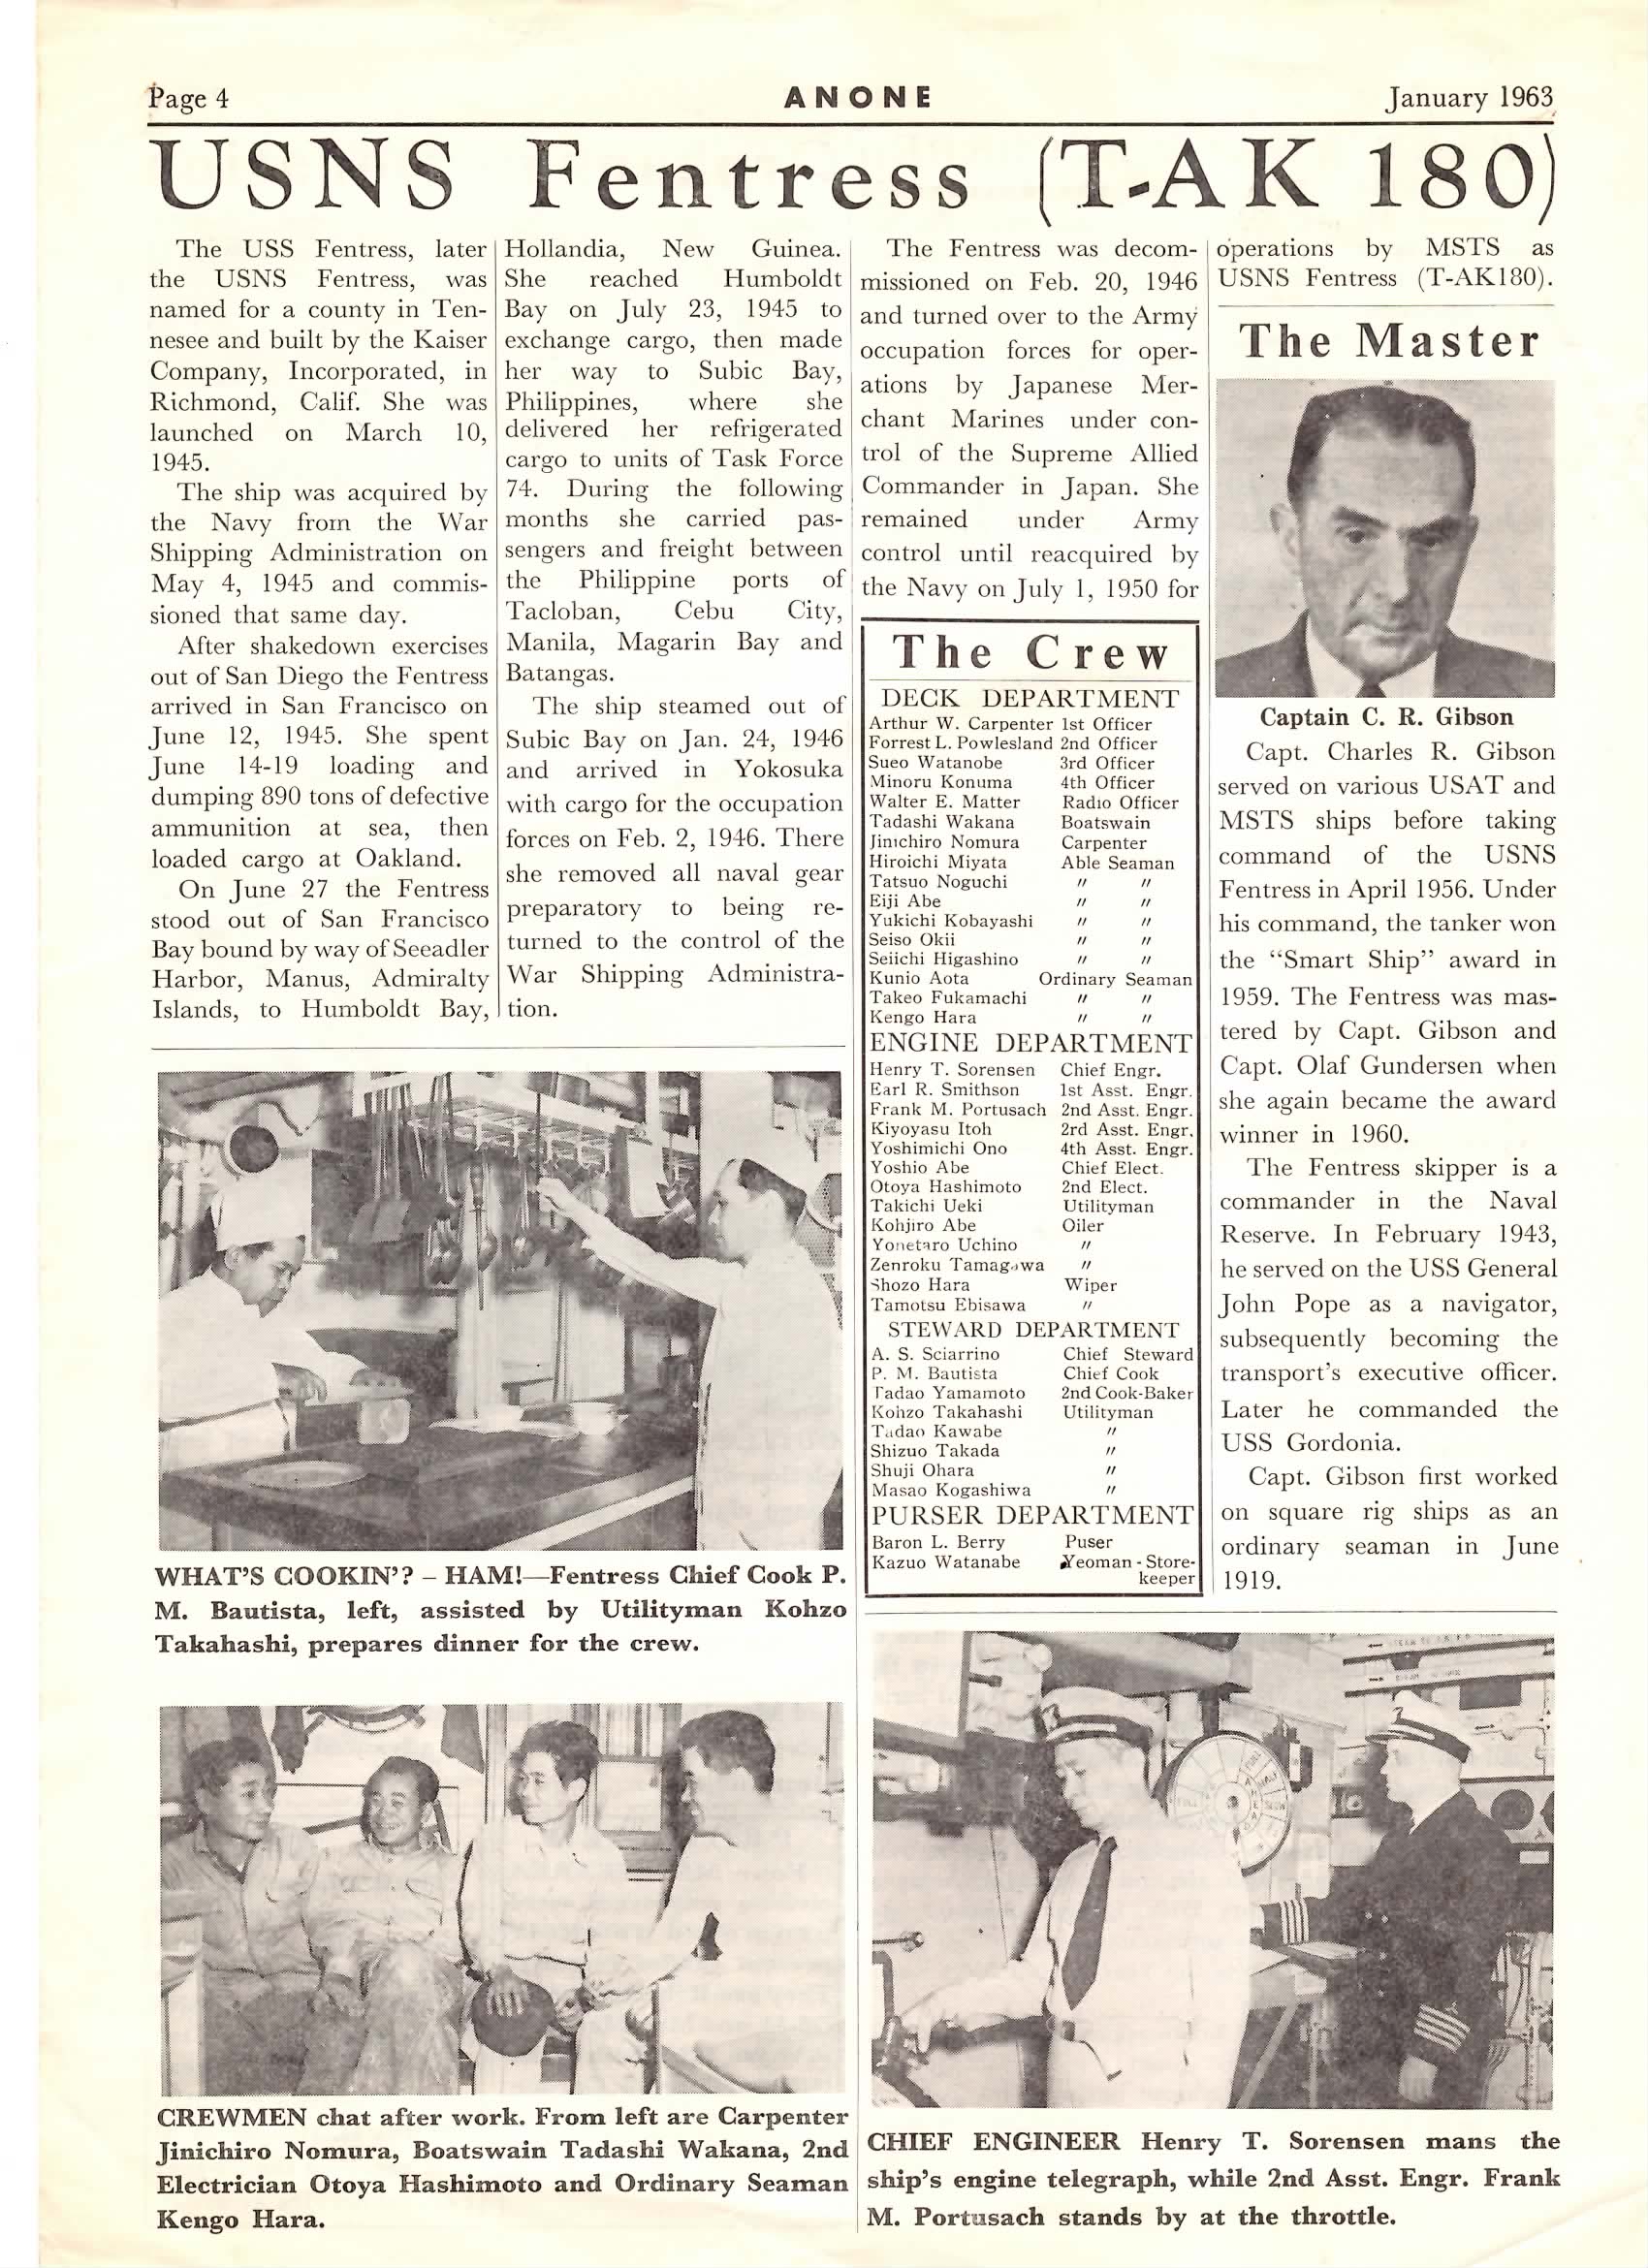 Page 4
ANONE
January 1963
USNS Fentress (T-AK 180)
The USS Fentress, later
the USNS Fentress, was
named for a county in Ten-
nesee and built by the Kaiser
Company, Incorporated, in
Richmond, Calif. She was
launched on March 10,
1945.
The ship was acquired by
the Navy from the War
Shipping Administration on
May 4, 1945 and commis-
sioned that same day.
After shakedown exercises
out of San Diego the Fentress
arrived in San Francisco on
June 12, 1945. She spent
June 14-19 loading and
dumping 890 tons of defective
ammunition at sea, then
loaded cargo at Oakland.
On June 27 the Fentress
stood out of San Francisco
Bay bound by way of Seeadler
Harbor, Manus, Admiralty
Islands, to Humboldt Bay,
Hollandia, New Guinea.
She reached Humboldt
Bay on July 23, 1945 to
exchange cargo, then made
her way to Subic Bay,
Philippines, where she
delivered her refrigerated
cargo to units of Task Force
74. During the following
months she carried pas-
sengers and freight between
the Philippine ports of
Tacloban, Cebu City,
Manila, Magarin Bay and
Batangas.
The ship steamed out of
Subic Bay on Jan. 24, 1946
and arrived in Yokosuka
with cargo for the occupation
forces on Feb. 2, 1946. There
she removed all naval gear
preparatory to being re-
turned to the control of the
War Shipping Administra-
tion.
The Fentress was decom-
missioned on Feb. 20, 1946
and turned over to the Army
occupation forces for oper-
ations by Japanese Mer-
chant Marines under con-
trol of the Supreme Allied
Commander in Japan. She
remained under Army
control until reacquired by
the Navy on July 1, 1950 for
operations by MSTS as
USNS Fentress (T-AK180).
The Crew
DECK DEPARTMENT
Arthur W. Carpenter 1st Officer
Forrest L. Powlesland 2nd Officer
Sueo Watanobe 3rd Officer
Minoru Konuma 4th Officer
Walter E. Matter Radio Officer
Tadashi Wakana Boatswain
Jinichiro Nomura Carpenter
Hiroichi Miyata Able Seaman
Tatsuo Noguchi " "
Eiji Abe " "
Yukichi Kobayashi " "
Seiso Okii " "
Seiichi Higashino " "
Kunio Aota Ordinary Seaman
Takeo Fukamachi " "
Kengo Hara " "
ENGINE DEPARTMENT
Henry T. Sorensen Chief Engr.
Earl R. Smithson 1st Asst. Engr.
Frank M. Portusach 2nd Asst. Engr.
Kiyoyasu Itoh 2rd Asst. Engr.
Yoshimichi Ono 4th Asst. Engr.
Yoshio Abe Chief Elect.
Otoya Hashimoto 2nd Elect.
Takichi Ueki Utilityman
Kohjiro Abe Oiler
Yonetaro Uchino "
Zenroku Tamagawa "
Shozo Hara Wiper
Tamotsu Ebisawa "
STEWARD DEPARTMENT
A. S. Sciarrino Chief Steward
P. M. Bautista Chief Cook
Tadao Yamamoto 2nd Cook-Baker
Kohzo Takahashi Utilityman
Tadao Kawabe "
Shizuo Takada "
Shuji Ohara "
Masao Kogashiwa "
PURSER DEPARTMENT
Baron L. Berry Puser
Kazuo Watanabe Yeoman - Store-
keeper
The Master
Captain C. R. Gibson
Capt. Charles R. Gibson
served on various USAT and
MSTS ships before taking
command of the USNS
Fentress in April 1956. Under
his command, the tanker won
the “Smart Ship” award in
1959. The Fentress was mas-
tered by Capt. Gibson and
Capt. Olaf Gundersen when
she again became the award
winner in 1960.
The Fentress skipper is a
commander in the Naval
Reserve. In February 1943,
he served on the USS General
John Pope as a navigator,
subsequently becoming the
transport’s executive officer.
Later he commanded the
USS Gordonia.
Capt. Gibson first worked
on square rig ships as an
ordinary seaman in June
1919.
WHAT’S COOKIN’? – HAM!—Fentress Chief Cook P.
M. Bautista, left, assisted by Utilityman Kohzo
Takahashi, prepares dinner for the crew.
CREWMEN chat after work. From left are Carpenter
Jinichiro Nomura, Boatswain Tadashi Wakana, 2nd
Electrician Otoya Hashimoto and Ordinary Seaman
Kengo Hara.
CHIEF ENGINEER Henry T. Sorensen mans the
ship’s engine telegraph, while 2nd Asst. Engr. Frank
M. Portusach stands by at the throttle.